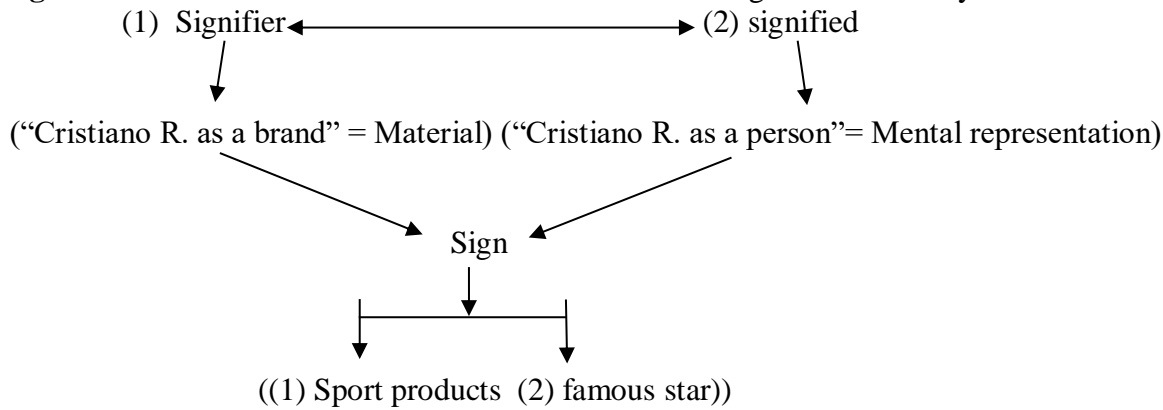 (1) Signifier (2) signified
(“Cristiano R. as a brand” = Material) (“Cristiano R. as a person”= Mental representation)
Sign
((1) Sport products (2) famous star))